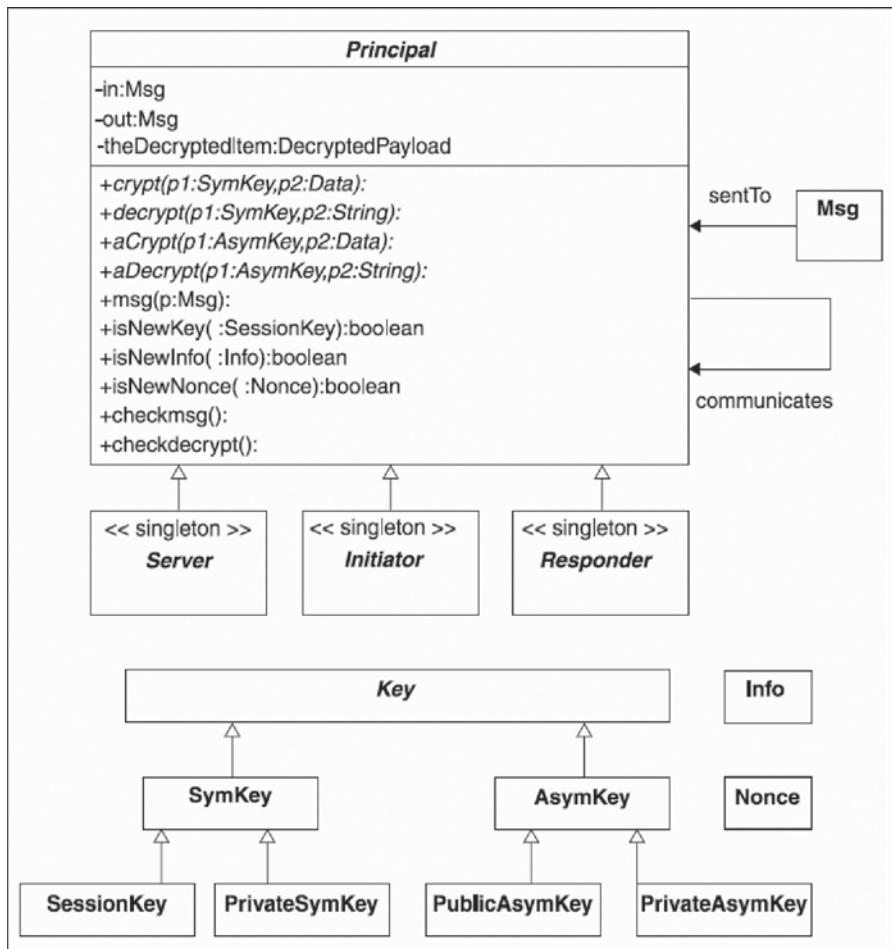 Principal
-in:Msg
-out:Msg
-theDecryptedItem:DecryptedPayload
+crypt(p1:SymKey,p2:Data):
+decrypt(p1:SymKey,p2:String):
+aCrypt(p1:AsymKey,p2:Data):
+aDecrypt(p1:AsymKey,p2:String):
+msg(p:Msg):
+isNewKey( :SessionKey):boolean
+isNewInfo( :Info):boolean
+isNewNonce( :Nonce):boolean
+checkmsg():
+checkdecrypt():
sentTo
Msg
communicates
<< singleton >>
Server
<< singleton >>
Initiator
<< singleton >>
Responder
Key
Info
SymKey
AsymKey
Nonce
SessionKey
PrivateSymKey
PublicAsymKey
PrivateAsymKey